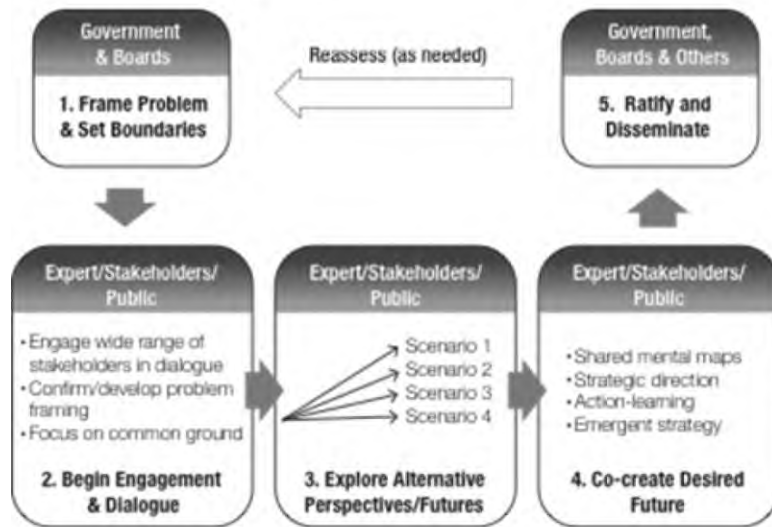 Government
& Boards
1. Frame Problem
& Set Boundaries
Reassess (as needed)
Government,
Boards & Others
5. Ratify and
Disseminate
Expert/Stakeholders/
Public
• Engage wide range of
stakeholders in dialogue
• Confirm/develop problem
framing
• Focus on common ground
2. Begin Engagement
& Dialogue
Expert/Stakeholders/
Public
Scenario 1
Scenario 2
Scenario 3
Scenario 4
3. Explore Alternative
Perspectives/Futures
Expert/Stakeholders/
Public
• Shared mental maps
• Strategic direction
• Action-learning
• Emergent strategy
4. Co-create Desired
Future